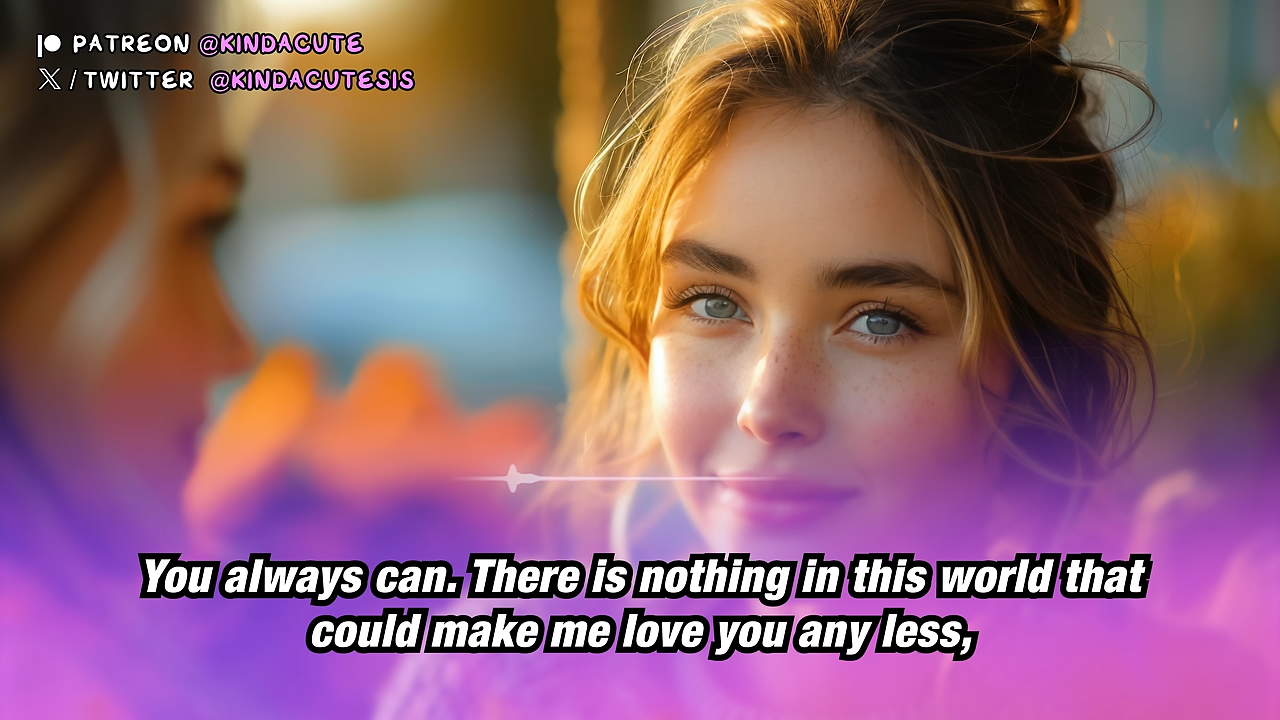 PATREON @KINDACUTE
X / TWITTER @KINDACUTESIS
You always can. There is nothing in this world that
could make me love you any less,